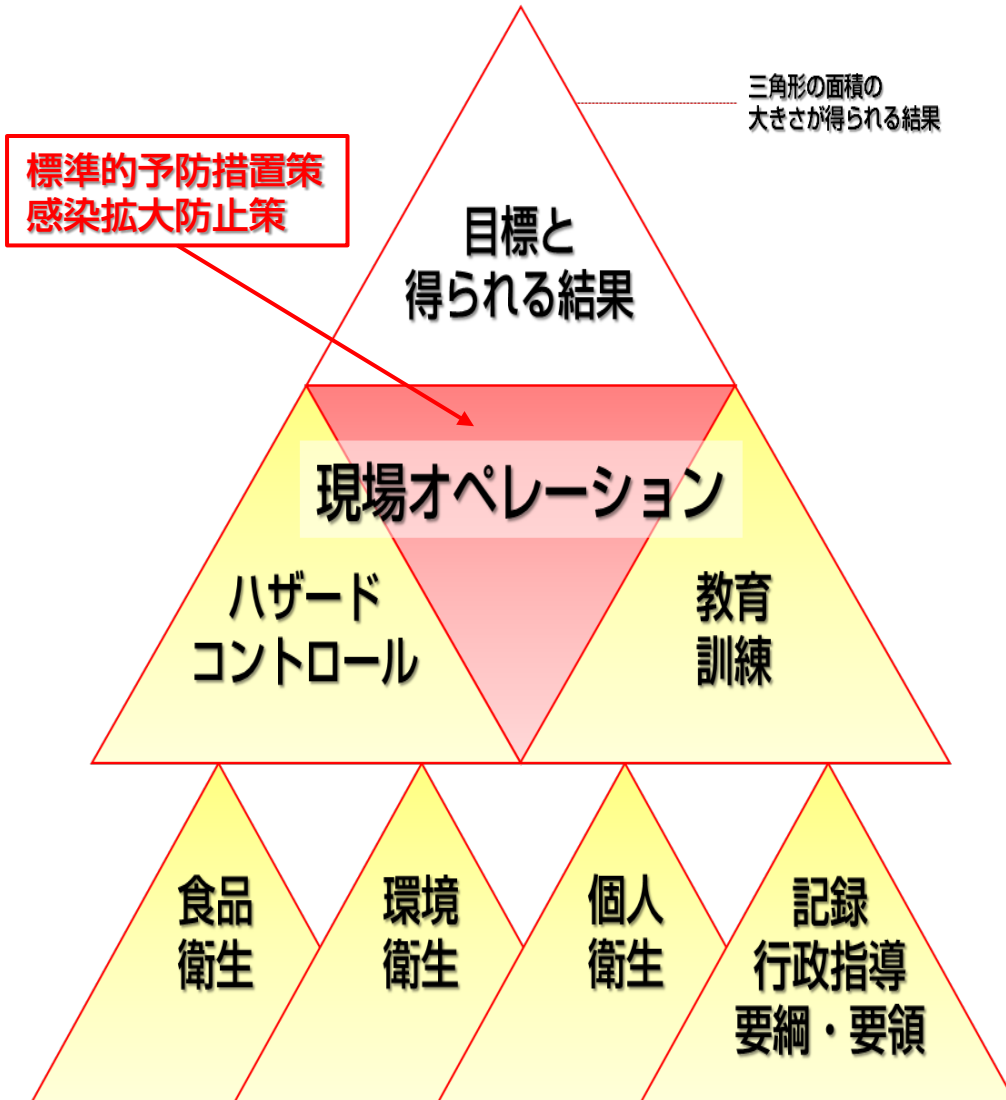 三角形の面積の
大きさが得られる結果
標準的予防措置策
感染拡大防止策
目標と
得られる結果
現場オペレーション
ハザード
コントロール
教育
訓練
食品
衛生
環境
衛生
個人
衛生
記録
行政指導
要綱・要領